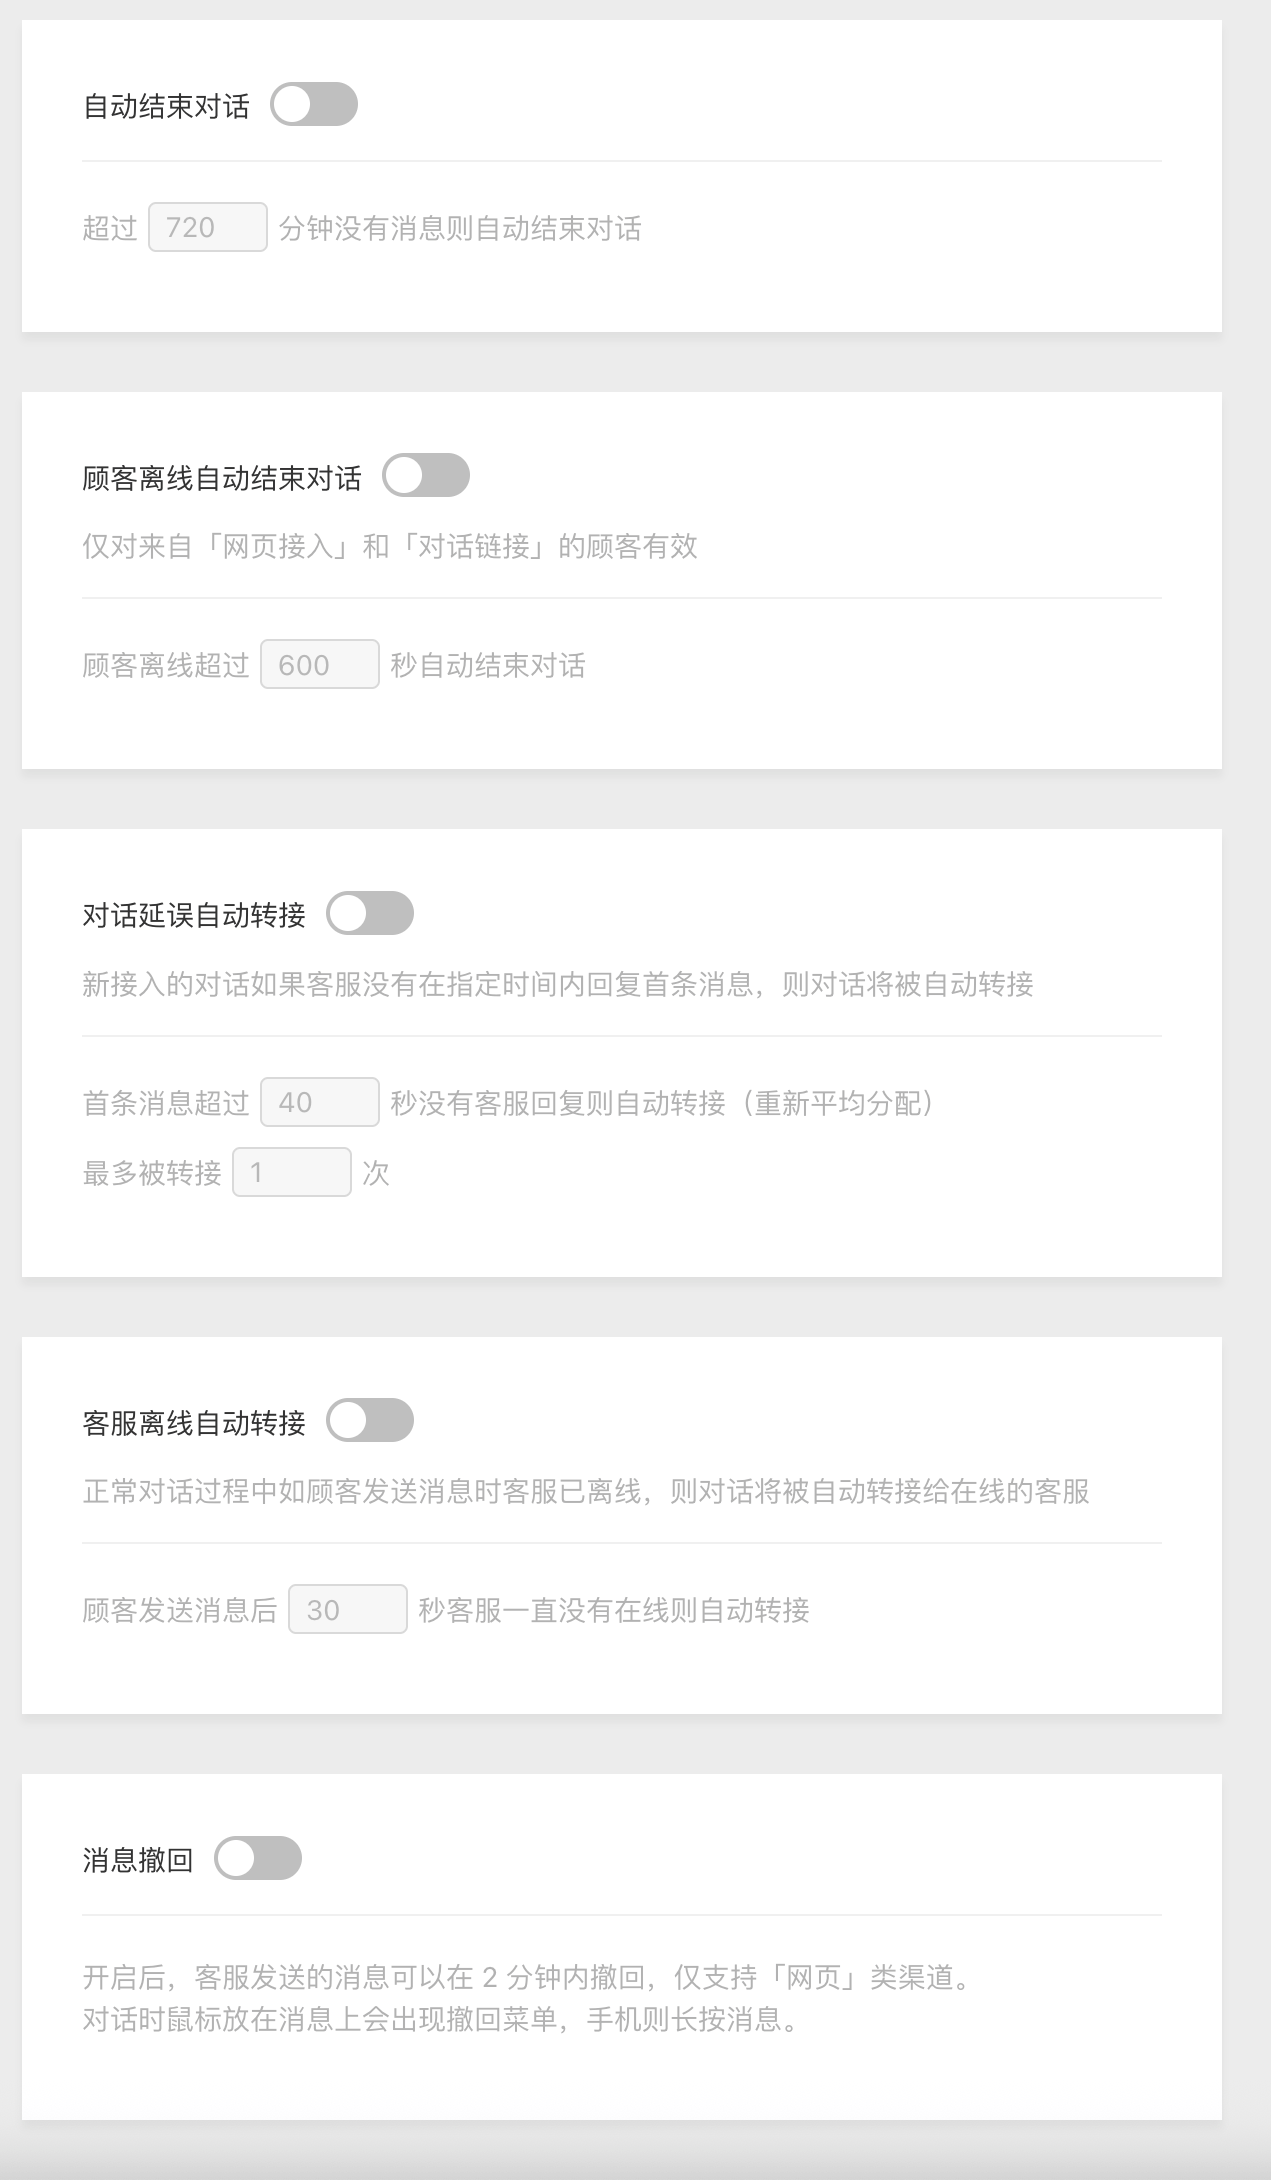 自动结束对话
超过 720 分钟没有消息则自动结束对话
顾客离线自动结束对话
仅对来自「网页接入」和「对话链接」的顾客有效
顾客离线超过 600 秒自动结束对话
对话延误自动转接
新接入的对话如果客服没有在指定时间内回复首条消息，则对话将被自动转接
首条消息超过 40 秒没有客服回复则自动转接（重新平均分配）
最多被转接 1 次
客服离线自动转接
正常对话过程中如顾客发送消息时客服已离线，则对话将被自动转接给在线的客服
顾客发送消息后 30 秒客服一直没有在线则自动转接
消息撤回
开启后，客服发送的消息可以在 2 分钟内撤回，仅支持「网页」类渠道。
对话时鼠标放在消息上会出现撤回菜单，手机则长按消息。